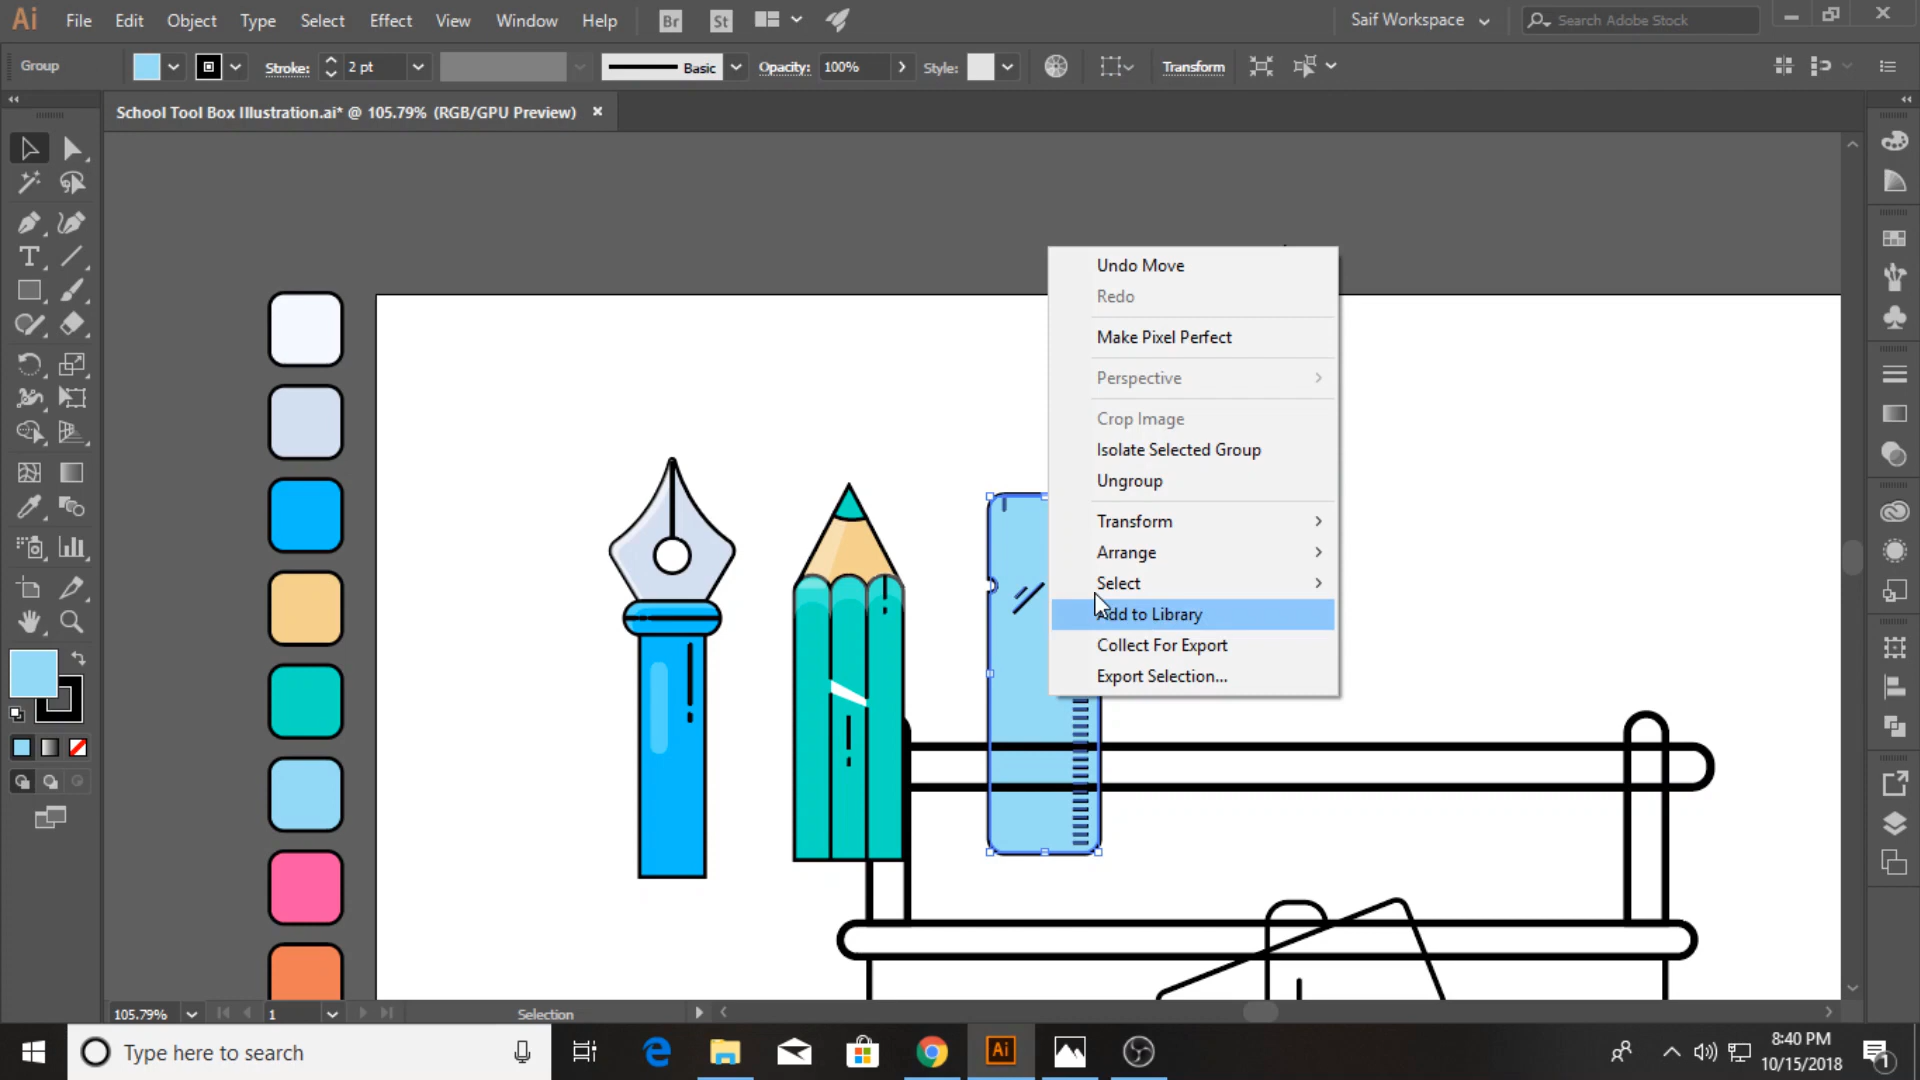 Ai File Edit Object Type Select Effect View Window Help Br St Saif Workspace Search Adobe Stock
Group Stroke: 2 pt Basic Opacity: 100% Style: Transform
School Tool Box Illustration.ai* @ 105.79% (RGB/GPU Preview)
Undo Move
Redo
Make Pixel Perfect
Perspective
Crop Image
Isolate Selected Group
Ungroup
Transform
Arrange
Select
Add to Library
Collect For Export
Export Selection...
105.79% 1 Selection
Type here to search Ai 8:40 PM
10/15/2018 1